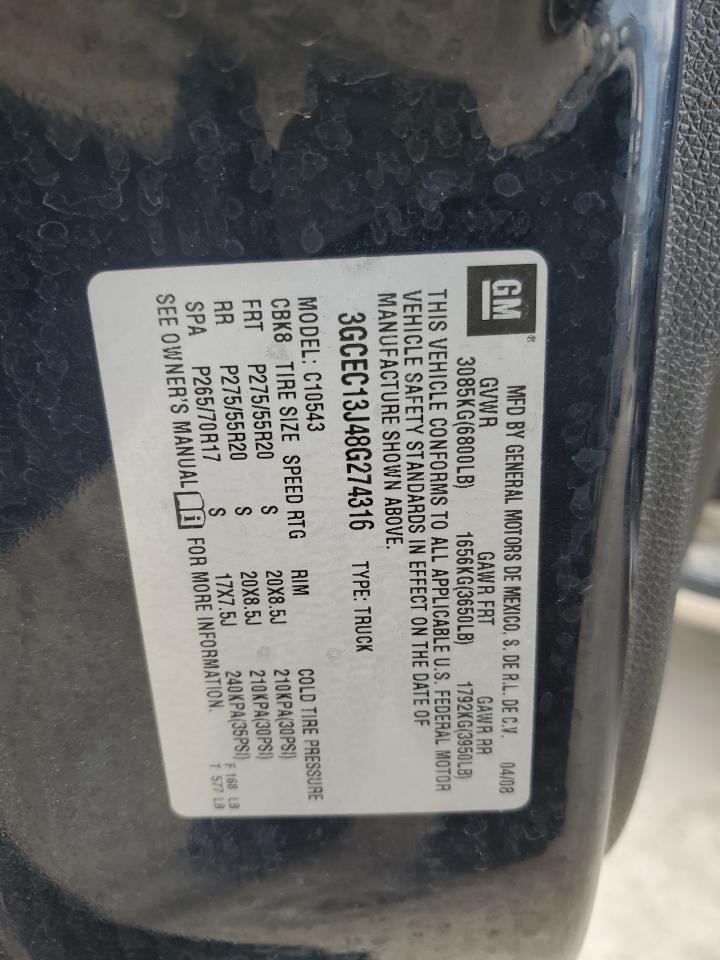 GM ® MFD BY GENERAL MOTORS DE MEXICO, S. DE R.L. DE C.V. 04/08
GVWR GAWR FRT GAWR RR
3085KG(6800LB) 1656KG(3650LB) 1792KG(3950LB)
THIS VEHICLE CONFORMS TO ALL APPLICABLE U.S. FEDERAL MOTOR
VEHICLE SAFETY STANDARDS IN EFFECT ON THE DATE OF
MANUFACTURE SHOWN ABOVE.
3GCEC13J48G274316 TYPE: TRUCK
MODEL: C10543
CBK8 TIRE SIZE SPEED RTG RIM COLD TIRE PRESSURE
FRT P275/55R20 S 20X8.5J 210KPA(30PSI)
RR P275/55R20 S 20X8.5J 210KPA(30PSI)
SPA P265/70R17 S 17X7.5J 240KPA(35PSI)
SEE OWNER'S MANUAL i FOR MORE INFORMATION.
F 168 LB
T 577 LB